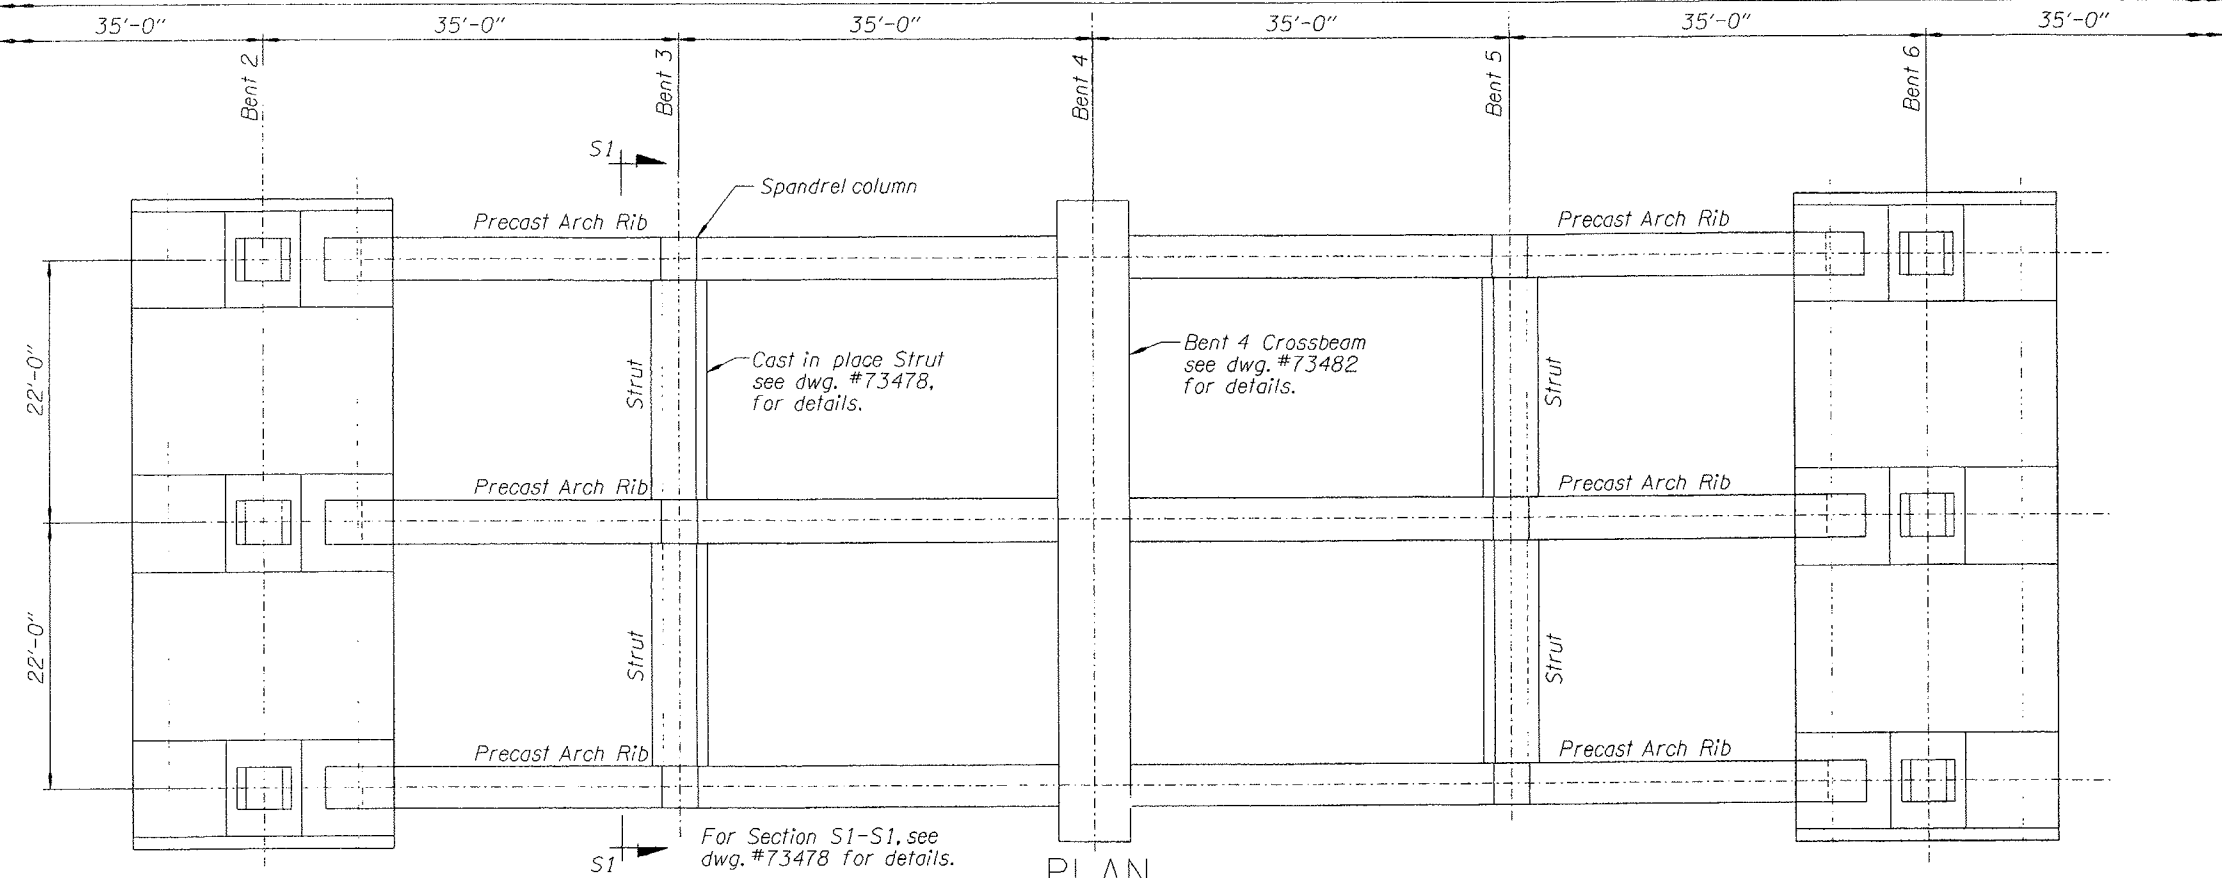 35'-0" 35'-0" 35'-0" 35'-0" 35'-0" 35'-0"
Bent 2
Bent 3
Bent 4
Bent 5
Bent 6
S1
Spandrel column
Precast Arch Rib
Precast Arch Rib
22'-0"
Strut
Cast in place Strut
see dwg. #73478,
for details.
Bent 4 Crossbeam
see dwg. #73482
for details.
Strut
Precast Arch Rib
Precast Arch Rib
22'-0"
Strut
Strut
Precast Arch Rib
Precast Arch Rib
S1
For Section S1-S1, see
dwg. #73478 for details.
PLAN